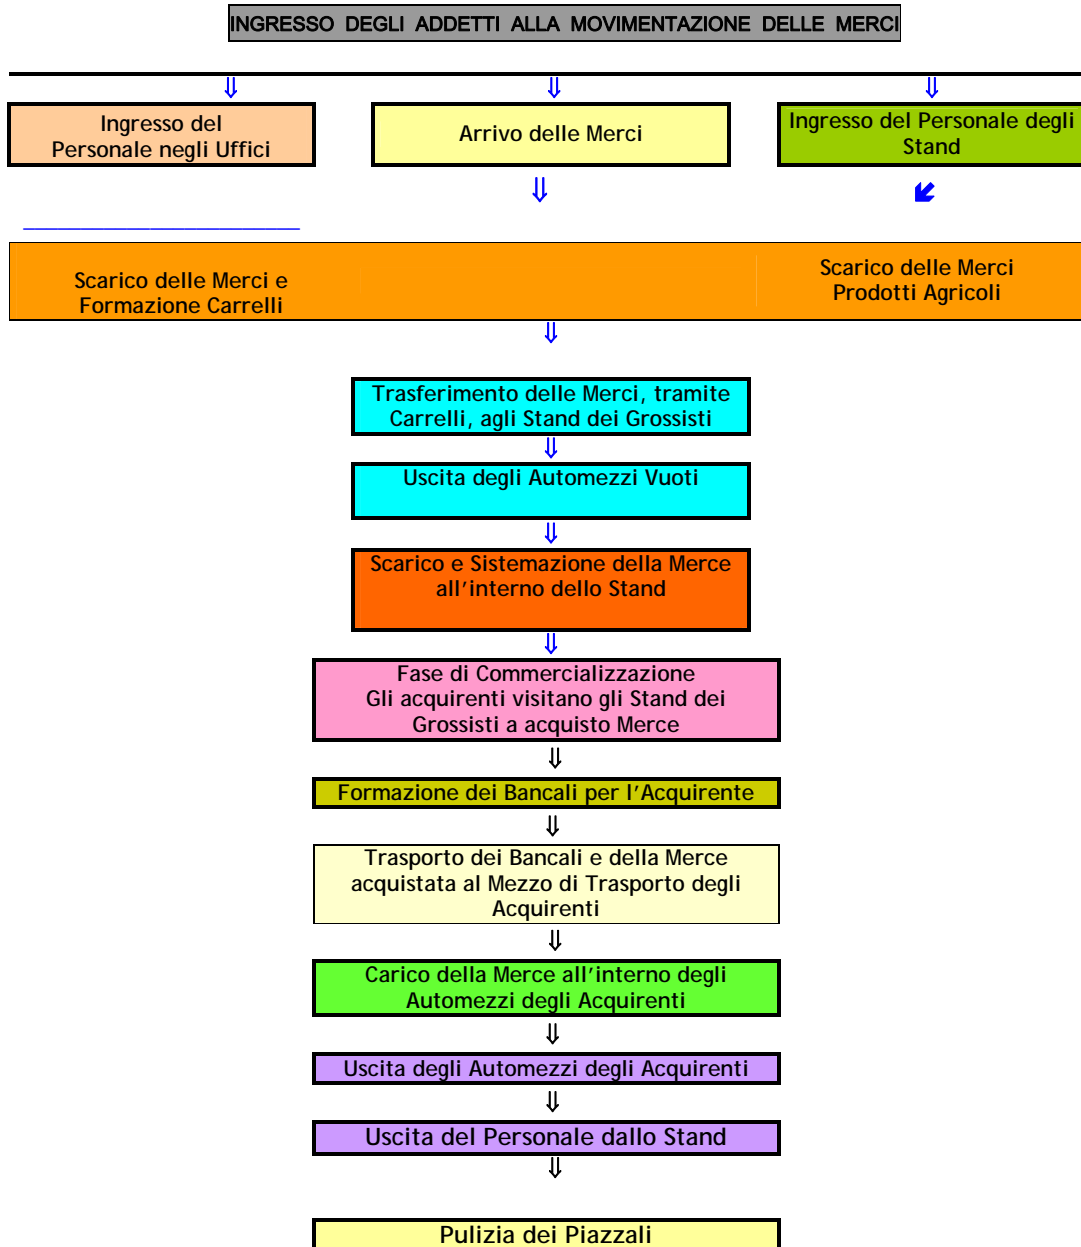 INGRESSO DEGLI ADDETTI ALLA MOVIMENTAZIONE DELLE MERCI
Ingresso del
Personale negli Uffici
Arrivo delle Merci
Ingresso del Personale degli
Stand
Scarico delle Merci e
Formazione Carrelli
Scarico delle Merci
Prodotti Agricoli
Trasferimento delle Merci, tramite
Carrelli, agli Stand dei Grossisti
Uscita degli Automezzi Vuoti
Scarico e Sistemazione della Merce
all'interno dello Stand
Fase di Commercializzazione
Gli acquirenti visitano gli Stand dei
Grossisti a acquisto Merce
Formazione dei Bancali per l'Acquirente
Trasporto dei Bancali e della Merce
acquistata al Mezzo di Trasporto degli
Acquirenti
Carico della Merce all'interno degli
Automezzi degli Acquirenti
Uscita degli Automezzi degli Acquirenti
Uscita del Personale dallo Stand
Pulizia dei Piazzali